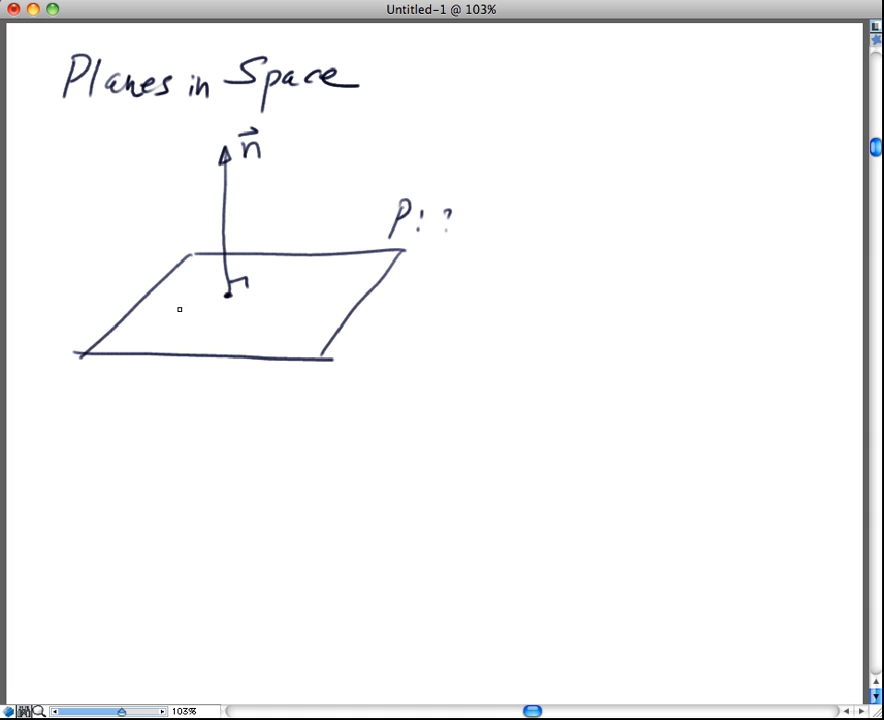 Untitled-1 @ 103%
Planes in Space
n
P: ?
103%